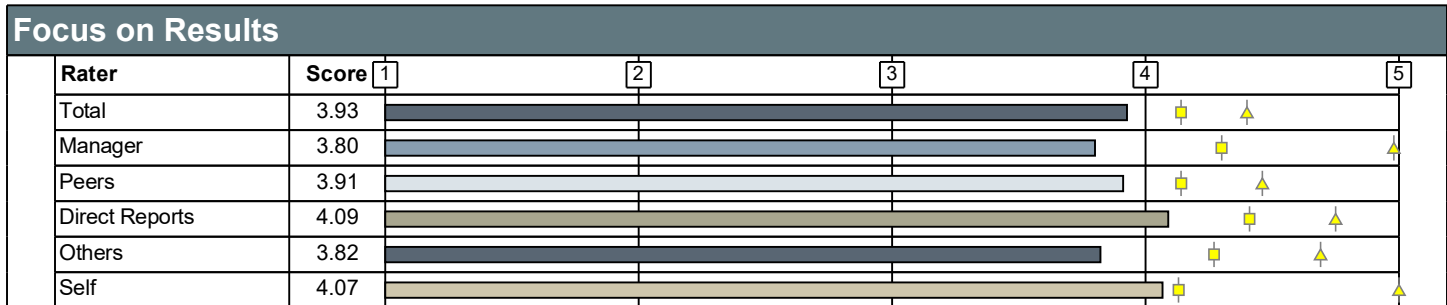 Focus on Results
Rater Score 1 2 3 4 5
Total 3.93
Manager 3.80
Peers 3.91
Direct Reports 4.09
Others 3.82
Self 4.07